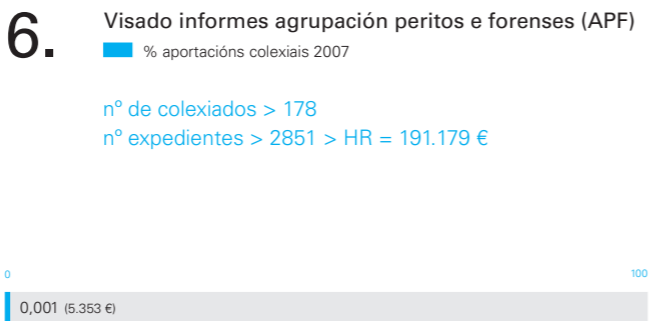 6.
Visado informes agrupación peritos e forenses (APF)
% aportacións colexiais 2007
nº de colexiados > 178
nº expedientes > 2851 > HR = 191.179 €
0 100
0,001 (5.353 €)